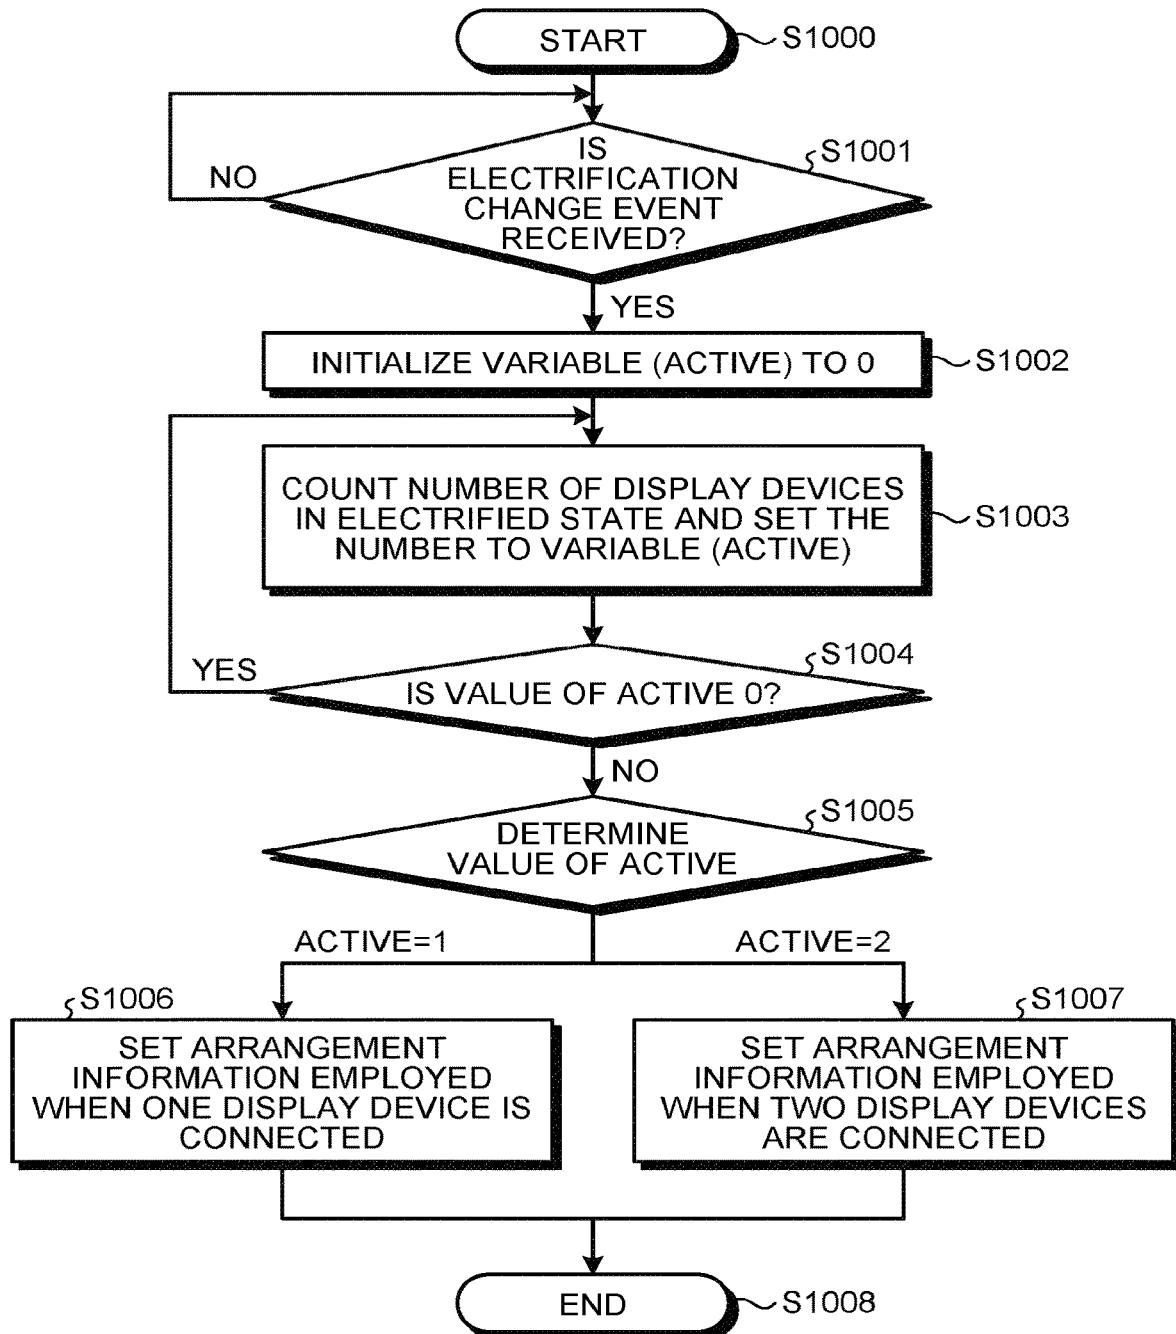 START
S1000
IS
ELECTRIFICATION
CHANGE EVENT
RECEIVED?
S1001
NO
YES
INITIALIZE VARIABLE (ACTIVE) TO 0
S1002
COUNT NUMBER OF DISPLAY DEVICES
IN ELECTRIFIED STATE AND SET THE
NUMBER TO VARIABLE (ACTIVE)
S1003
YES
IS VALUE OF ACTIVE 0?
S1004
NO
DETERMINE
VALUE OF ACTIVE
S1005
ACTIVE=1
ACTIVE=2
S1006
SET ARRANGEMENT
INFORMATION EMPLOYED
WHEN ONE DISPLAY DEVICE IS
CONNECTED
S1007
SET ARRANGEMENT
INFORMATION EMPLOYED
WHEN TWO DISPLAY DEVICES
ARE CONNECTED
END
S1008